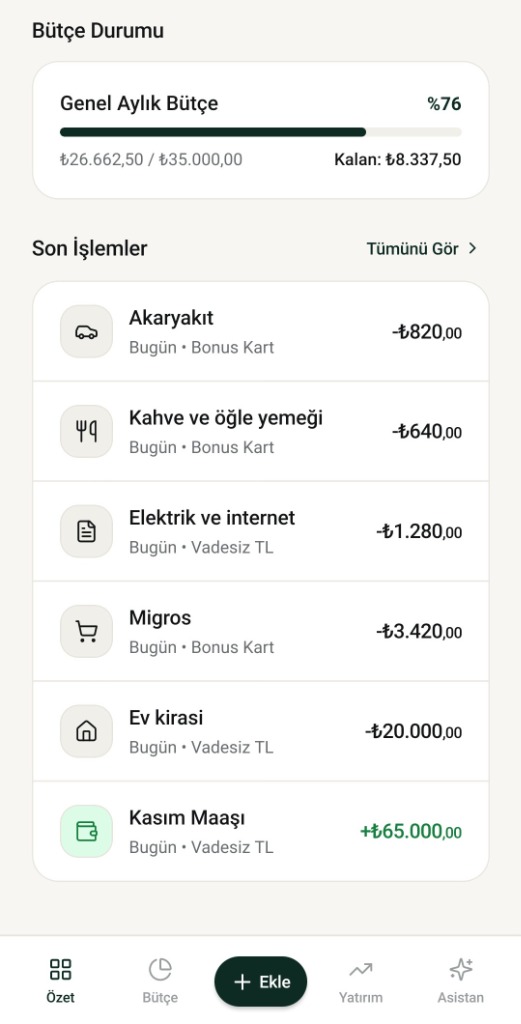 Bütçe Durumu
Genel Aylık Bütçe %76
₺26.662,50 / ₺35.000,00 Kalan: ₺8.337,50
Son İşlemler Tümünü Gör
Akaryakıt
Bugün • Bonus Kart
-₺820,00
Kahve ve öğle yemeği
Bugün • Bonus Kart
-₺640,00
Elektrik ve internet
Bugün • Vadesiz TL
-₺1.280,00
Migros
Bugün • Bonus Kart
-₺3.420,00
Ev kirasi
Bugün • Vadesiz TL
-₺20.000,00
Kasım Maaşı
Bugün • Vadesiz TL
+₺65.000,00
Özet Bütçe + Ekle Yatırım Asistan